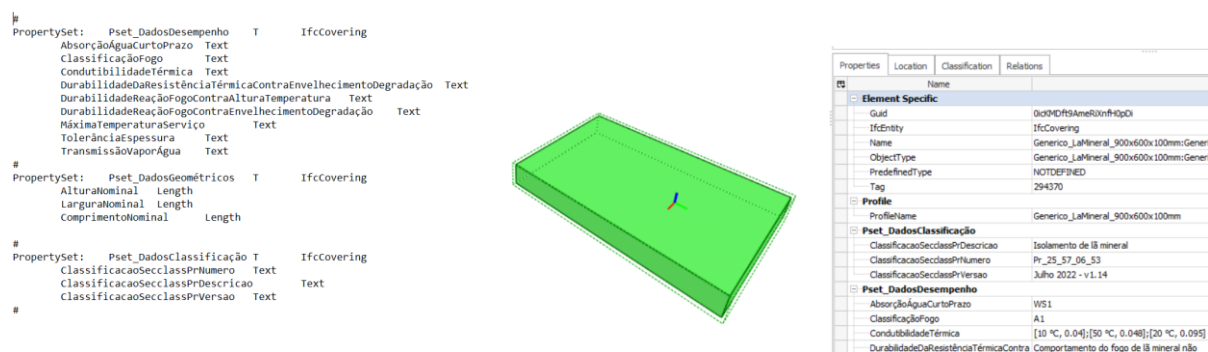 #
PropertySet: Pset_DadosDesempenho T IfcCovering
AbsorçãoÁguaCurtoPrazo Text
ClassificaçãoFogo Text
CondutibilidadeTérmica Text
DurabilidadeDaResistênciaTérmicaContraEnvelhecimentoDegradação Text
DurabilidadeReaçãoFogoContraAlturaTemperatura Text
DurabilidadeReaçãoFogoContraEnvelhecimentoDegradação Text
MáximaTemperaturaServiço Text
TolerânciaEspessura Text
TransmissãoVaporÁgua Text
#
PropertySet: Pset_DadosGeométricos T IfcCovering
AlturaNominal Length
LarguraNominal Length
ComprimentoNominal Length
#
PropertySet: Pset_DadosClassificação T IfcCovering
ClassificacaoSecclassPrNumero Text
ClassificacaoSecclassPrDescricao Text
ClassificacaoSecclassPrVersao Text
#
Properties Location Classification Relations
Name
Element Specific
Guid 0icKMDft9AmeRiXnfH0pDi
IfcEntity IfcCovering
Name Generico_LaMineral_900x600x100mm:Generi
ObjectType Generico_LaMineral_900x600x100mm:Generi
PredefinedType NOTDEFINED
Tag 294370
Profile
ProfileName Generico_LaMineral_900x600x100mm
Pset_DadosClassificação
ClassificacaoSecclassPrDescricao Isolamento de lã mineral
ClassificacaoSecclassPrNumero Pr_25_57_06_53
ClassificacaoSecclassPrVersao Julho 2022 - v1.14
Pset_DadosDesempenho
AbsorçãoÁguaCurtoPrazo WS1
ClassificaçãoFogo A1
CondutibilidadeTérmica [10 ºC, 0.04];[50 ºC, 0.048];[20 ºC, 0.095]
DurabilidadeDaResistênciaTérmicaContra Comportamento do fogo de lã mineral não